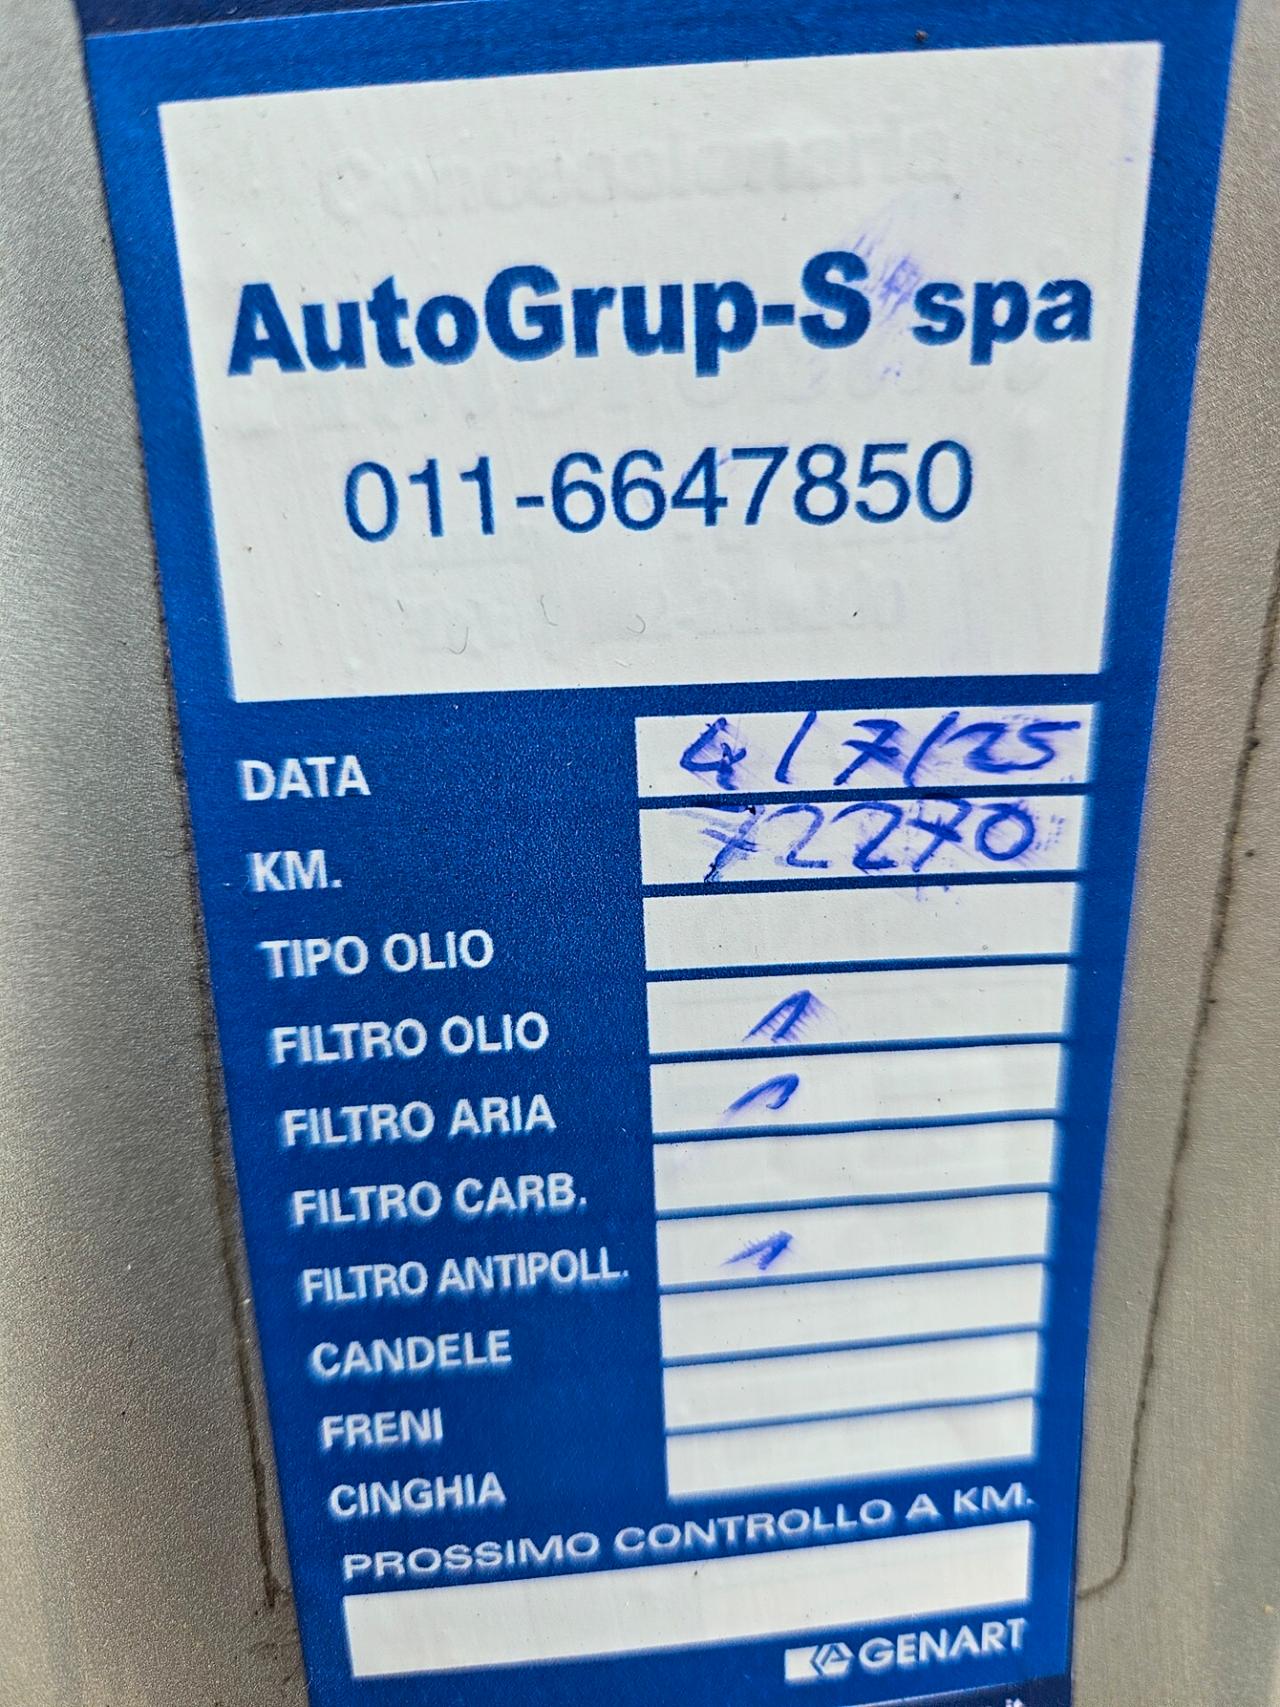 AutoGrup-S spa
011-6647850
DATA 4/7/25
KM. 72270
TIPO OLIO
FILTRO OLIO 1
FILTRO ARIA 1
FILTRO CARB.
FILTRO ANTIPOLL. 1
CANDELE
FRENI
CINGHIA
PROSSIMO CONTROLLO A KM.
GENART